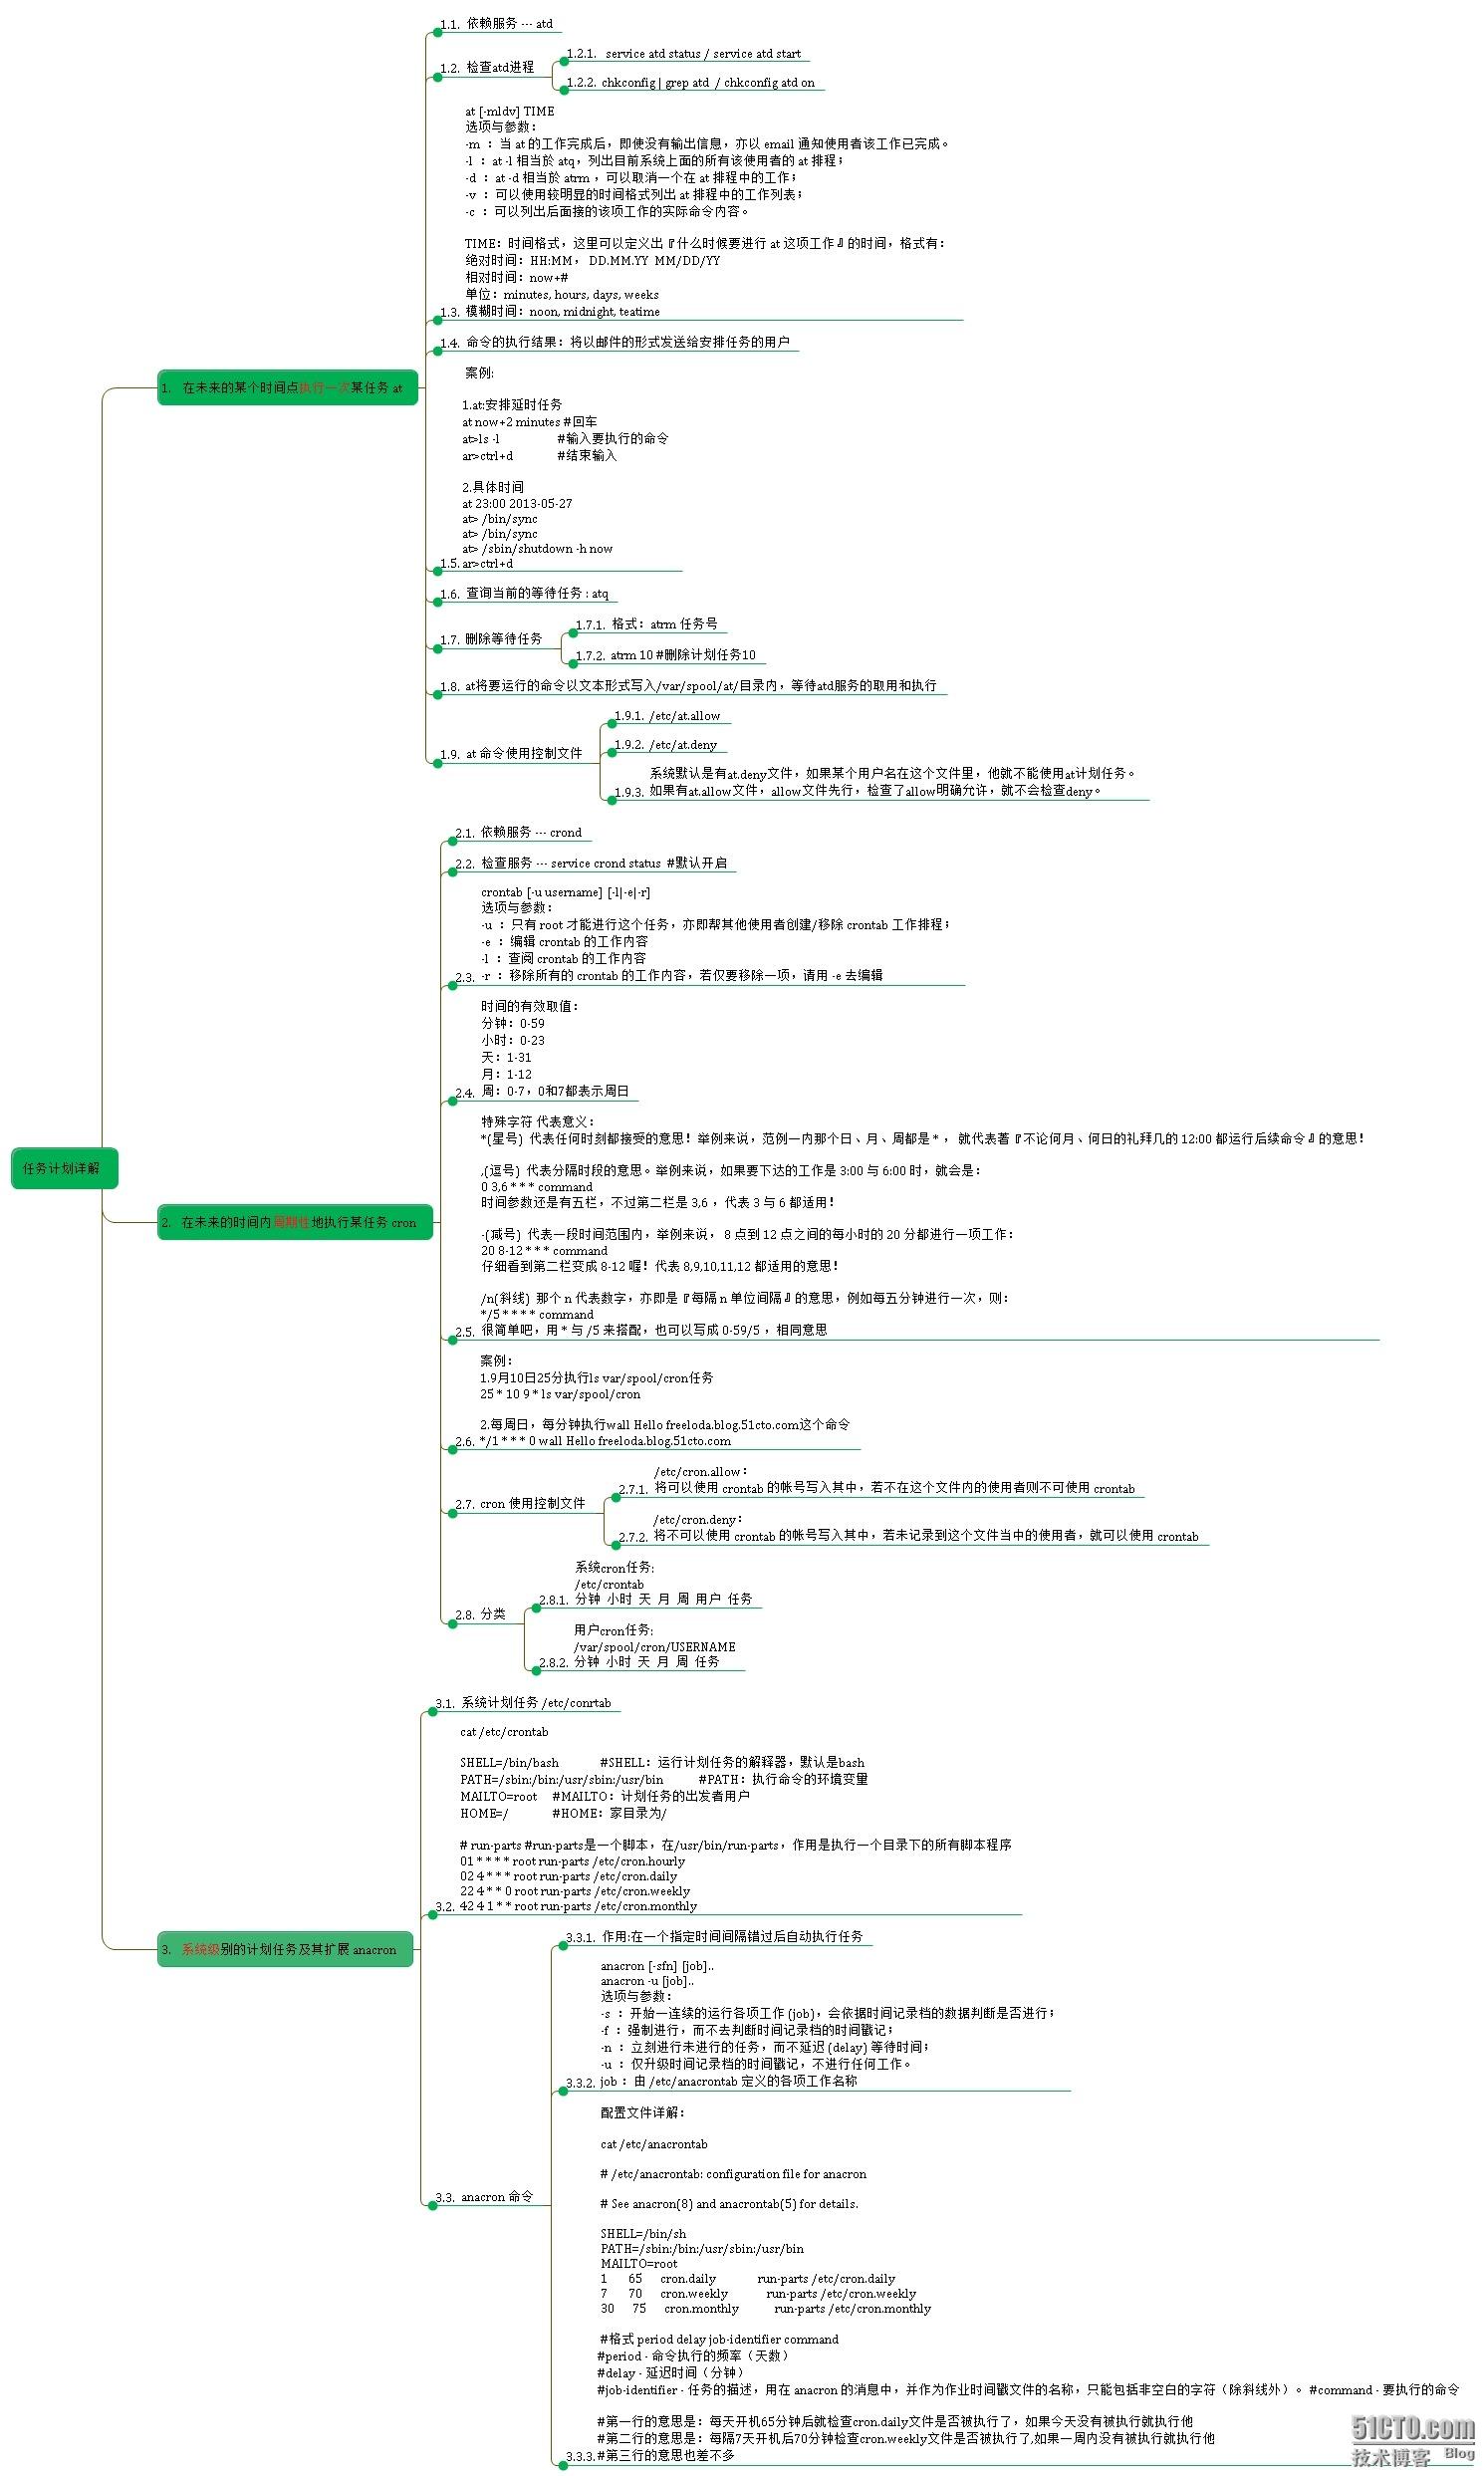 任务计划详解
1. 在未来的某个时间点执行一次某任务 at
1.1. 依赖服务 ··· atd
1.2. 检查atd进程
1.2.1. service atd status / service atd start
1.2.2. chkconfig | grep atd / chkconfig atd on
at [-mldv] TIME
选项与参数：
-m ：当 at 的工作完成后，即使没有输出信息，亦以 email 通知使用者该工作已完成。
-l ：at -l 相当於 atq，列出目前系统上面的所有该使用者的 at 排程；
-d ：at -d 相当於 atrm ，可以取消一个在 at 排程中的工作；
-v ：可以使用较明显的时间格式列出 at 排程中的工作列表；
-c ：可以列出后面接的该项工作的实际命令内容。
TIME：时间格式，这里可以定义出『什么时候要进行 at 这项工作』的时间，格式有：
绝对时间：HH:MM， DD.MM.YY MM/DD/YY
相对时间：now+#
单位：minutes, hours, days, weeks
1.3. 模糊时间：noon, midnight, teatime
1.4. 命令的执行结果：将以邮件的形式发送给安排任务的用户
案例:
1.at:安排延时任务
at now+2 minutes #回车
at>ls -l #输入要执行的命令
ar>ctrl+d #结束输入
2.具体时间
at 23:00 2013-05-27
at> /bin/sync
at> /bin/sync
at> /sbin/shutdown -h now
1.5. ar>ctrl+d
1.6. 查询当前的等待任务 : atq
1.7. 删除等待任务
1.7.1. 格式：atrm 任务号
1.7.2. atrm 10 #删除计划任务10
1.8. at将要运行的命令以文本形式写入/var/spool/at/目录内，等待atd服务的取用和执行
1.9. at 命令使用控制文件
1.9.1. /etc/at.allow
1.9.2. /etc/at.deny
系统默认是有at.deny文件，如果某个用户名在这个文件里，他就不能使用at计划任务。
1.9.3. 如果有at.allow文件，allow文件先行，检查了allow明确允许，就不会检查deny。
2. 在未来的时间内周期性地执行某任务 cron
2.1. 依赖服务 ··· crond
2.2. 检查服务 ··· service crond status #默认开启
crontab [-u username] [-l|-e|-r]
选项与参数：
-u ：只有 root 才能进行这个任务，亦即帮其他使用者创建/移除 crontab 工作排程；
-e ：编辑 crontab 的工作内容
-l ：查阅 crontab 的工作内容
2.3. -r ：移除所有的 crontab 的工作内容，若仅要移除一项，请用 -e 去编辑
时间的有效取值：
分钟：0-59
小时：0-23
天：1-31
月：1-12
2.4. 周：0-7，0和7都表示周日
特殊字符 代表意义：
*(星号) 代表任何时刻都接受的意思！举例来说，范例一内那个日、月、周都是 * ， 就代表著『不论何月、何日的礼拜几的 12:00 都运行后续命令』的意思！
,(逗号) 代表分隔时段的意思。举例来说，如果要下达的工作是 3:00 与 6:00 时，就会是：
0 3,6 * * * command
时间参数还是有五栏，不过第二栏是 3,6 ，代表 3 与 6 都适用！
-(减号) 代表一段时间范围内，举例来说， 8 点到 12 点之间的每小时的 20 分都进行一项工作：
20 8-12 * * * command
仔细看到第二栏变成 8-12 喔！代表 8,9,10,11,12 都适用的意思！
/n(斜线) 那个 n 代表数字，亦即是『每隔 n 单位间隔』的意思，例如每五分钟进行一次，则：
*/5 * * * * command
2.5. 很简单吧，用 * 与 /5 来搭配，也可以写成 0-59/5 ，相同意思
案例：
1.9月10日25分执行ls var/spool/cron任务
25 * 10 9 * ls var/spool/cron
2.每周日，每分钟执行wall Hello freeloda.blog.51cto.com这个命令
2.6. */1 * * * 0 wall Hello freeloda.blog.51cto.com
2.7. cron 使用控制文件
/etc/cron.allow：
2.7.1. 将可以使用 crontab 的帐号写入其中，若不在这个文件内的使用者则不可使用 crontab
/etc/cron.deny：
2.7.2. 将不可以使用 crontab 的帐号写入其中，若未记录到这个文件当中的使用者，就可以使用 crontab
2.8. 分类
系统cron任务:
/etc/crontab
2.8.1. 分钟 小时 天 月 周 用户 任务
用户cron任务:
/var/spool/cron/USERNAME
2.8.2. 分钟 小时 天 月 周 任务
3. 系统级别的计划任务及其扩展 anacron
3.1. 系统计划任务 /etc/conrtab
cat /etc/crontab
SHELL=/bin/bash #SHELL：运行计划任务的解释器，默认是bash
PATH=/sbin:/bin:/usr/sbin:/usr/bin #PATH：执行命令的环境变量
MAILTO=root #MAILTO：计划任务的出发者用户
HOME=/ #HOME：家目录为/
# run-parts #run-parts是一个脚本，在/usr/bin/run-parts，作用是执行一个目录下的所有脚本程序
01 * * * * root run-parts /etc/cron.hourly
02 4 * * * root run-parts /etc/cron.daily
22 4 * * 0 root run-parts /etc/cron.weekly
3.2. 42 4 1 * * root run-parts /etc/cron.monthly
3.3. anacron 命令
3.3.1. 作用:在一个指定时间间隔错过后自动执行任务
anacron [-sfn] [job]..
anacron -u [job]..
选项与参数：
-s ：开始一连续的运行各项工作 (job)，会依据时间记录档的数据判断是否进行；
-f ：强制进行，而不去判断时间记录档的时间戳记；
-n ：立刻进行未进行的任务，而不延迟 (delay) 等待时间；
-u ：仅升级时间记录档的时间戳记，不进行任何工作。
3.3.2. job ：由 /etc/anacrontab 定义的各项工作名称
配置文件详解：
cat /etc/anacrontab
# /etc/anacrontab: configuration file for anacron
# See anacron(8) and anacrontab(5) for details.
SHELL=/bin/sh
PATH=/sbin:/bin:/usr/sbin:/usr/bin
MAILTO=root
1 65 cron.daily run-parts /etc/cron.daily
7 70 cron.weekly run-parts /etc/cron.weekly
30 75 cron.monthly run-parts /etc/cron.monthly
#格式 period delay job-identifier command
#period - 命令执行的频率（天数）
#delay - 延迟时间（分钟）
#job-identifier - 任务的描述，用在 anacron 的消息中，并作为作业时间戳文件的名称，只能包括非空白的字符（除斜线外）。 #command - 要执行的命令
#第一行的意思是：每天开机65分钟后就检查cron.daily文件是否被执行了，如果今天没有被执行就执行他
#第二行的意思是：每隔7天开机后70分钟检查cron.weekly文件是否被执行了,如果一周内没有被执行就执行他
3.3.3. #第三行的意思也差不多
51CTO.com
技术博客 Blog